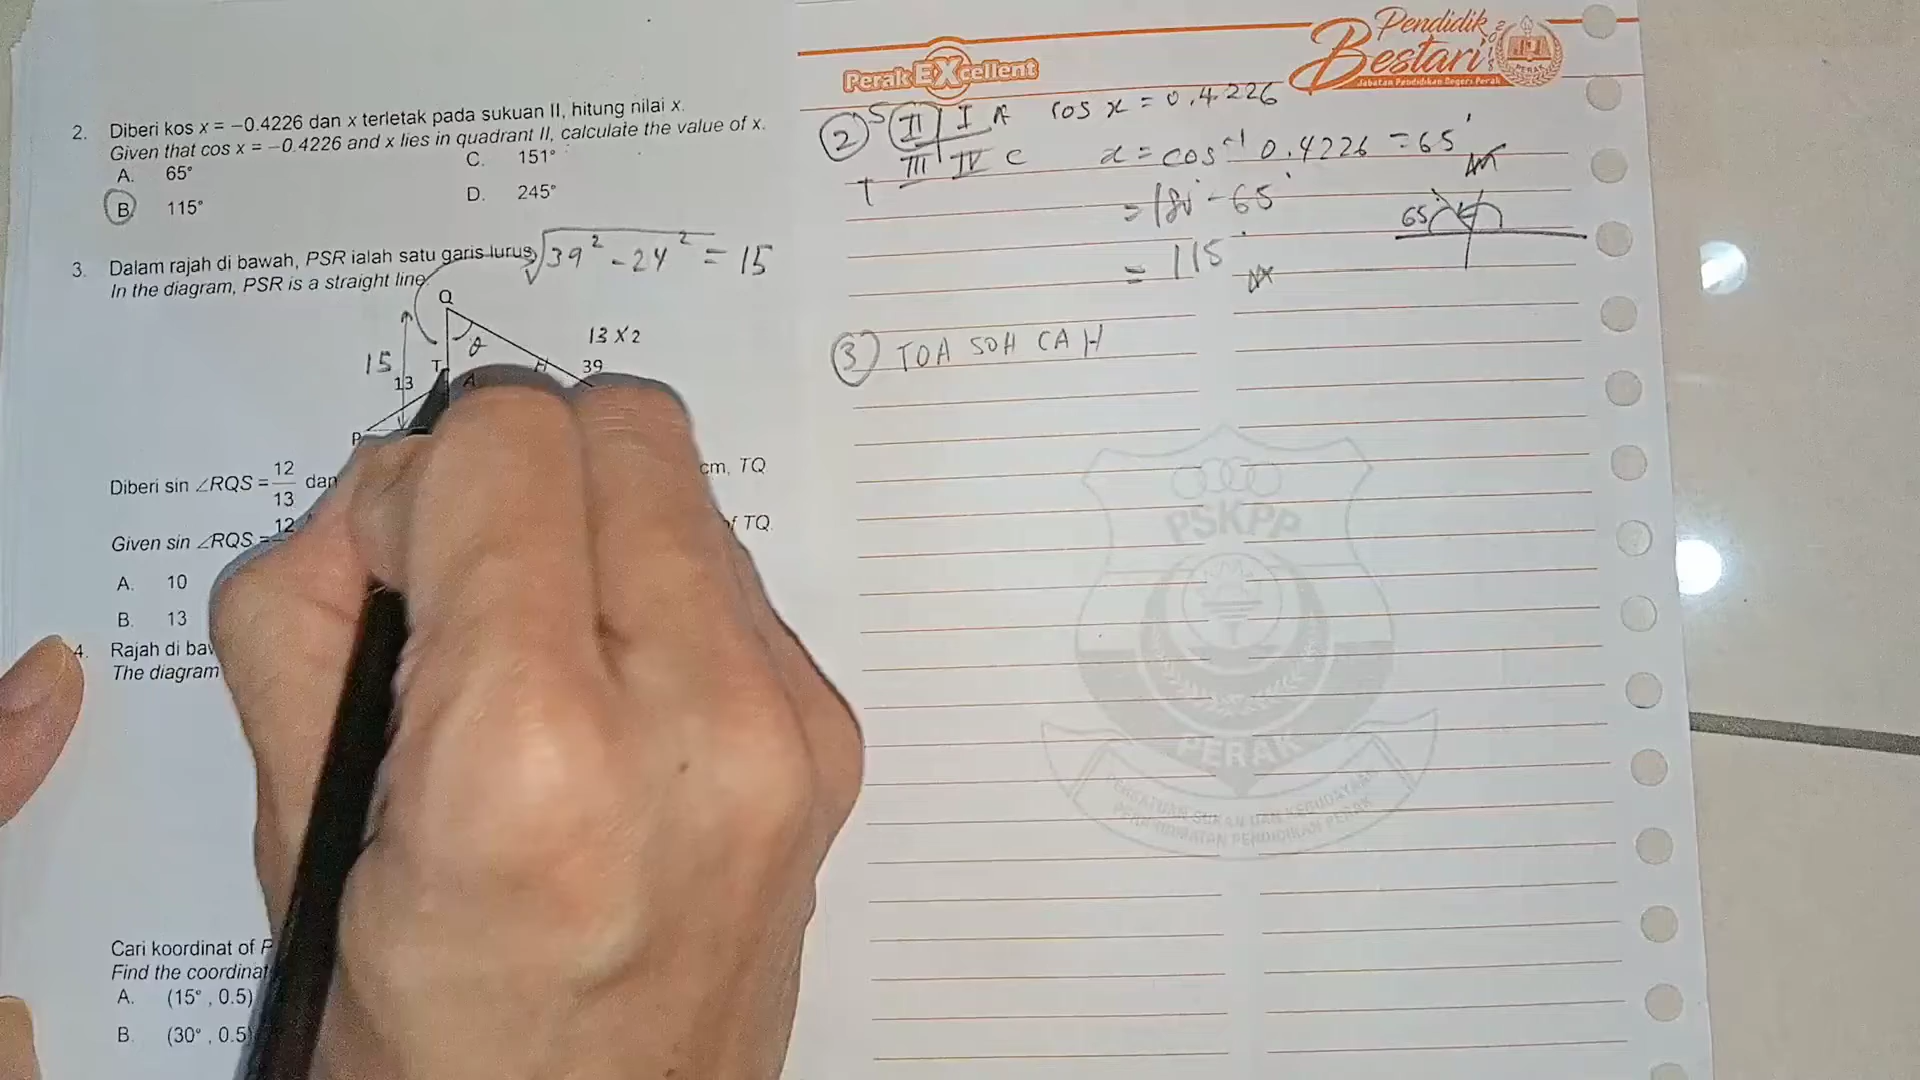 2. Diberi kos x = −0.4226 dan x terletak pada sukuan II, hitung nilai x.
Given that cos x = −0.4226 and x lies in quadrant II, calculate the value of x.
A. 65°
C. 151°
B. 115°
D. 245°
3. Dalam rajah di bawah, PSR ialah satu garis lurus.
In the diagram, PSR is a straight line
√39² - 24² = 15
Q
θ
13 x 2
15
T
A
H
39
13
P
Diberi sin ∠RQS = 12/13 dan
cm, TQ
Given sin ∠RQS = 12
of TQ.
A. 10
B. 13
4. Rajah di
The diagram
Cari koordinat of P
Find the
A. (15° , 0.5)
B. (30° , 0.5)
Perak EXcellent
Pendidik
Bestari
Jabatan Pendidikan Negeri Perak
PERAK
2 S II I A cos x = 0.4226
T III IV C x = cos⁻¹ 0.4226 = 65°
= 180° - 65°
65
= 115°
3 TOA SOH CAH
PSKPP
PERAK